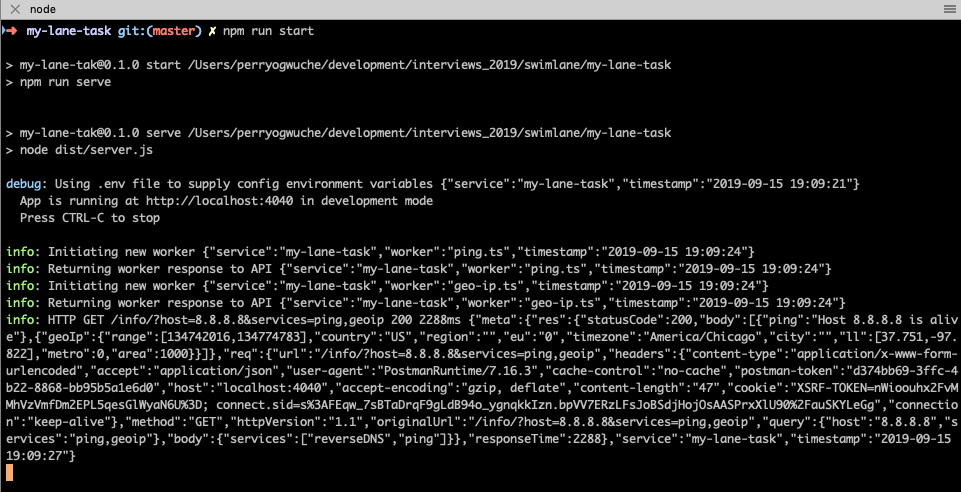 node
→ my-lane-task git:(master) ✗ npm run start
> my-lane-tak@0.1.0 start /Users/perryogwuche/development/interviews_2019/swimlane/my-lane-task
> npm run serve
> my-lane-tak@0.1.0 serve /Users/perryogwuche/development/interviews_2019/swimlane/my-lane-task
> node dist/server.js
debug: Using .env file to supply config environment variables {"service":"my-lane-task","timestamp":"2019-09-15 19:09:21"}
App is running at http://localhost:4040 in development mode
Press CTRL-C to stop
info: Initiating new worker {"service":"my-lane-task","worker":"ping.ts","timestamp":"2019-09-15 19:09:24"}
info: Returning worker response to API {"service":"my-lane-task","worker":"ping.ts","timestamp":"2019-09-15 19:09:24"}
info: Initiating new worker {"service":"my-lane-task","worker":"geo-ip.ts","timestamp":"2019-09-15 19:09:24"}
info: Returning worker response to API {"service":"my-lane-task","worker":"geo-ip.ts","timestamp":"2019-09-15 19:09:24"}
info: HTTP GET /info/?host=8.8.8.8&services=ping,geoip 200 2288ms {"meta":{"res":{"statusCode":200,"body":[{"ping":"Host 8.8.8.8 is aliv
e"},{"geoIp":{"range":[134742016,134774783],"country":"US","region":"","eu":"0","timezone":"America/Chicago","city":"","ll":[37.751,-97.
822],"metro":0,"area":1000}}]},"req":{"url":"/info/?host=8.8.8.8&services=ping,geoip","headers":{"content-type":"application/x-www-form-
urlencoded","accept":"application/json","user-agent":"PostmanRuntime/7.16.3","cache-control":"no-cache","postman-token":"d374bb69-3ffc-4
b22-8868-bb95b5a1e6d0","host":"localhost:4040","accept-encoding":"gzip, deflate","content-length":"47","cookie":"XSRF-TOKEN=nWioouhx2FvM
MhVzVmfDm2EPL5qesGlWyaN6U%3D; connect.sid=s%3AFEqw_7sBTaDrqF9gLdB94o_ygnqkkIzn.bpVV7ERzLFsJoBSdjHojOsAASPrxXlU90%2FauSKYLeGg","connectio
n":"keep-alive"},"method":"GET","httpVersion":"1.1","originalUrl":"/info/?host=8.8.8.8&services=ping,geoip","query":{"host":"8.8.8.8","s
ervices":"ping,geoip"},"body":{"services":["reverseDNS","ping"]}},"responseTime":2288},"service":"my-lane-task","timestamp":"2019-09-15
19:09:27"}